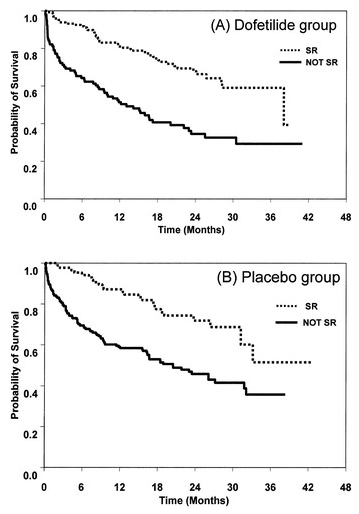 (A) Dofetilide group
SR
NOT SR
Probability of Survival
1.0
0.8
0.6
0.4
0.2
0.0
0 6 12 18 24 30 36 42 48
Time (Months)
(B) Placebo group
SR
NOT SR
Probability of Survival
1.0
0.8
0.6
0.4
0.2
0.0
0 6 12 18 24 30 36 42 48
Time (Months)